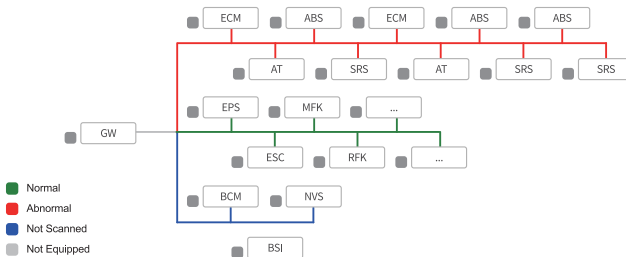 ECM ABS ECM ABS ABS
AT SRS AT SRS SRS
EPS MFK ...
GW
ESC RFK ...
Normal
BCM NVS
Abnormal
Not Scanned
Not Equipped
BSI